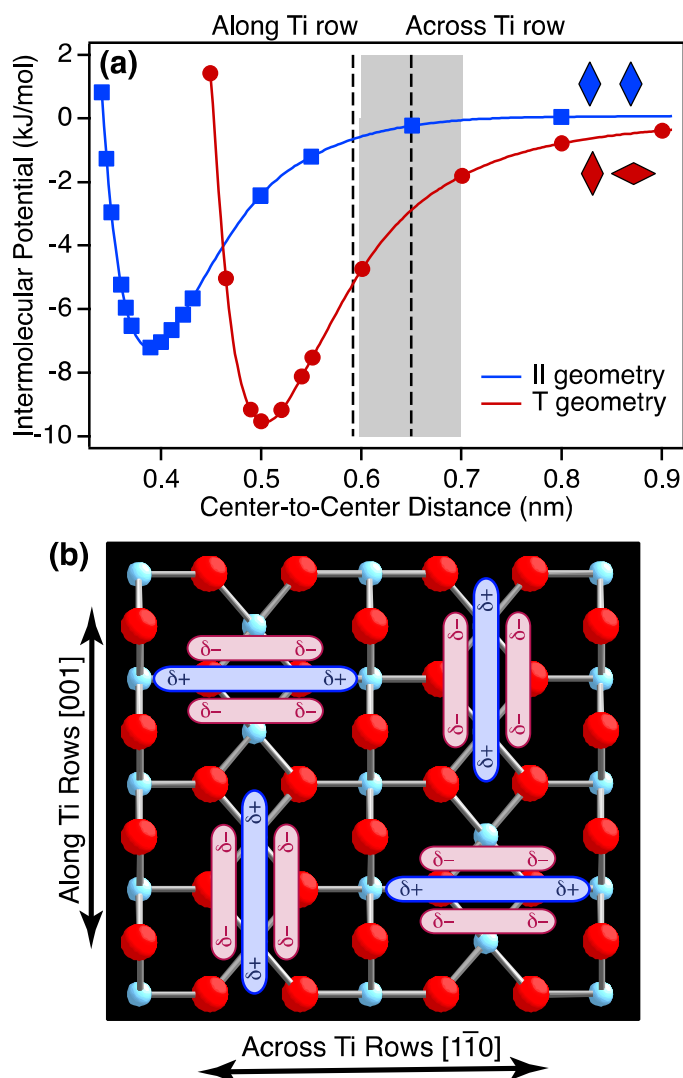 Along Ti row Across Ti row
(a)
2
0
-2
-4
-6
-8
-10
Intermolecular Potential (kJ/mol)
II geometry
T geometry
0.4 0.5 0.6 0.7 0.8 0.9
Center-to-Center Distance (nm)
(b)
Along Ti Rows [001]
δ− δ−
δ+ δ+
δ− δ−
δ+
δ− δ−
δ− δ−
δ+
δ+
δ− δ−
δ− δ−
δ+
δ− δ−
δ+ δ+
δ− δ−
Across Ti Rows [11̅0]